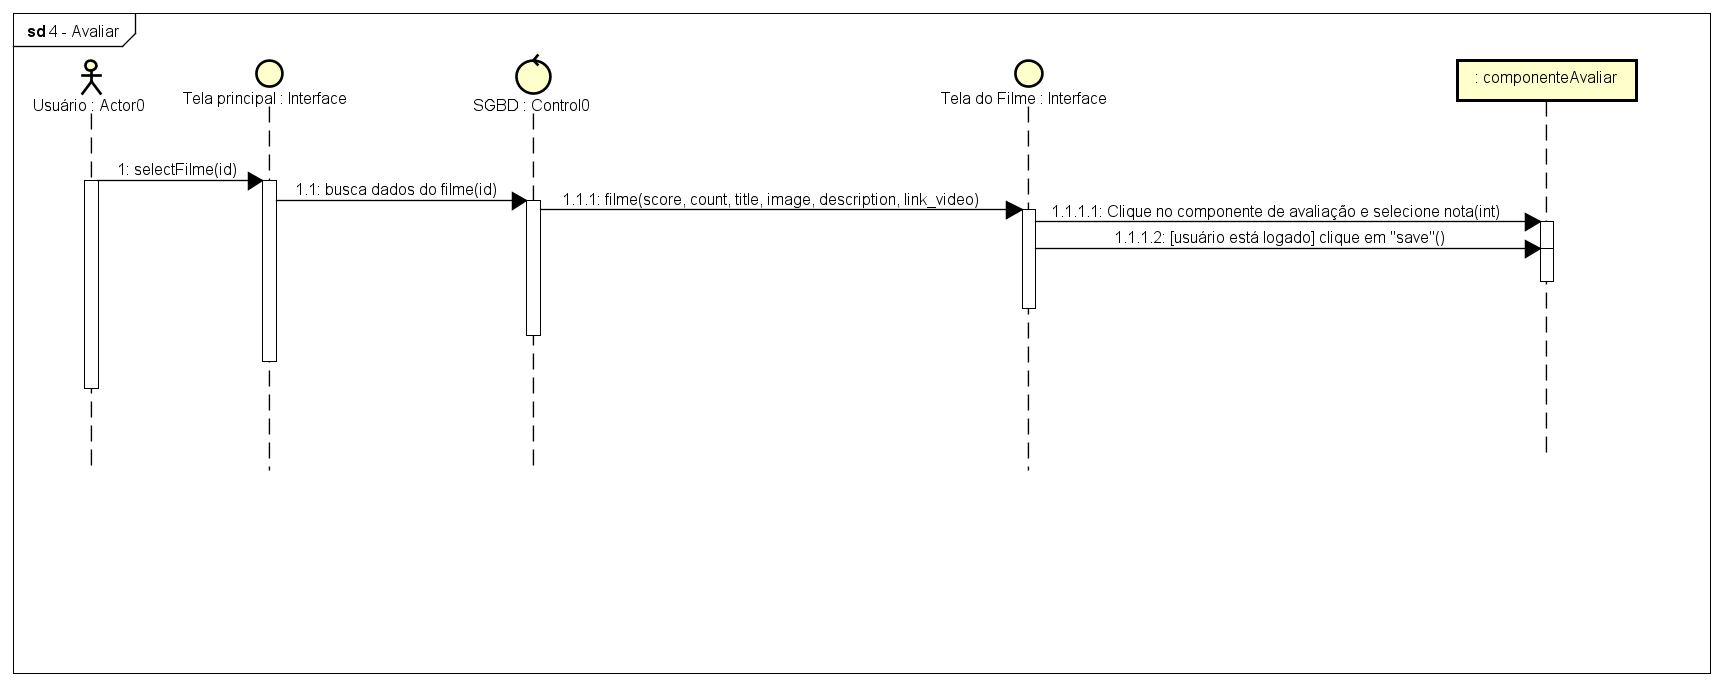 sd 4 - Avaliar
Usuário : Actor0
Tela principal : Interface
SGBD : Control0
Tela do Filme : Interface
: componenteAvaliar
1: selectFilme(id)
1.1: busca dados do filme(id)
1.1.1: filme(score, count, title, image, description, link_video)
1.1.1.1: Clique no componente de avaliação e selecione nota(int)
1.1.1.2: [usuário está logado] clique em "save"()